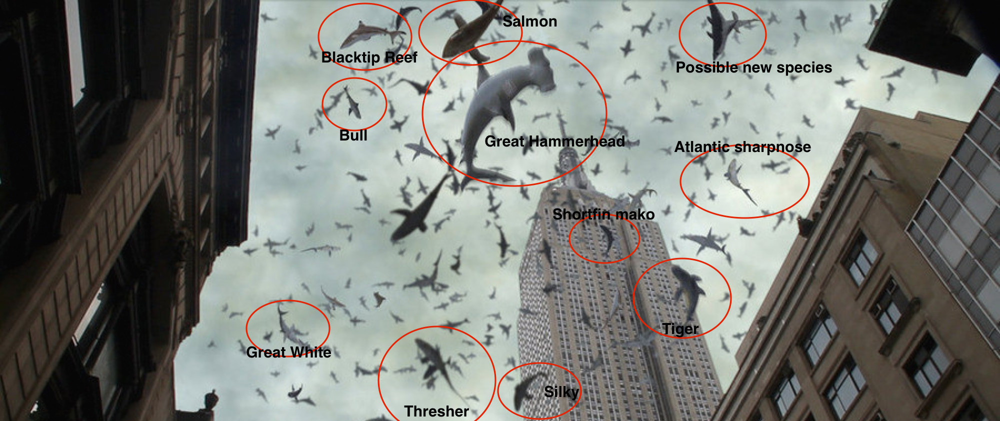 Salmon
Blacktip Reef
Possible new species
Bull
Great Hammerhead
Atlantic sharpnose
Shortfin mako
Tiger
Great White
Silky
Thresher